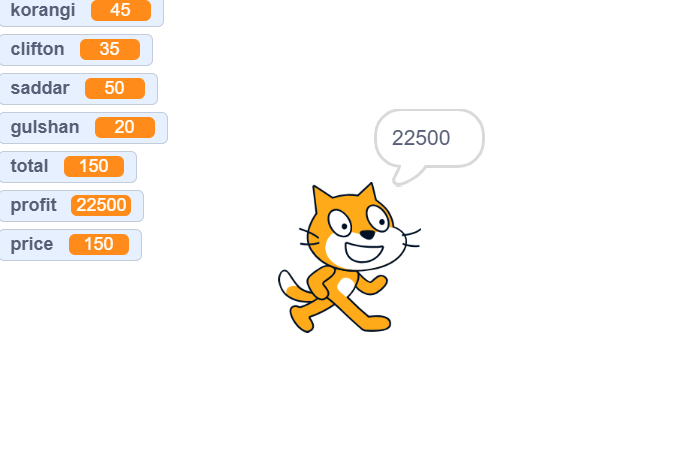 korangi 45
clifton 35
saddar 50
gulshan 20
total 150
profit 22500
price 150
22500